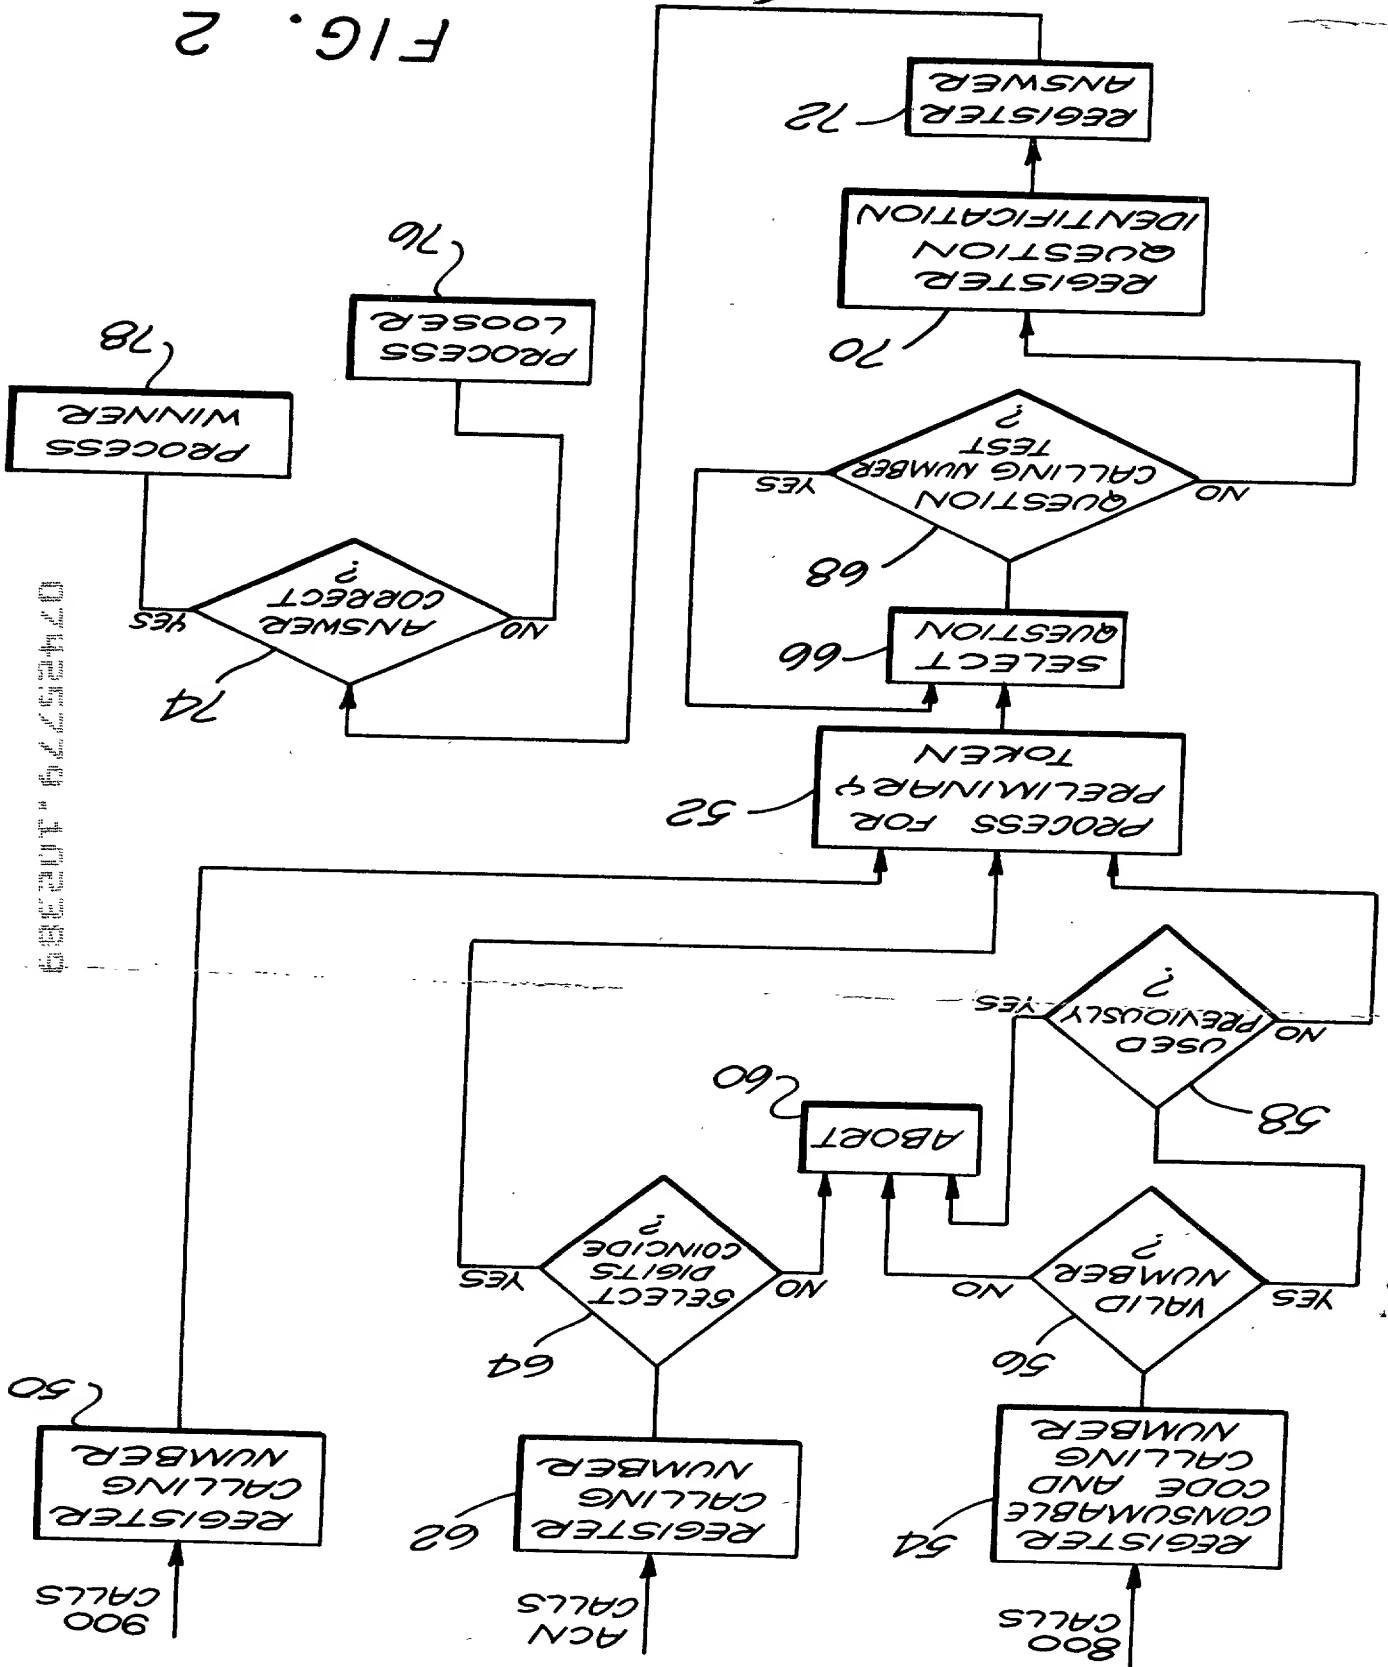 800
CALLS
ACN
CALLS
900
CALLS
REGISTER
CONSUMABLE
CODE AND
CALLING
NUMBER
54
REGISTER
CALLING
NUMBER
62
REGISTER
CALLING
NUMBER
50
VALID
NUMBER
?
56
YES
NO
SELECT
DIGITS
COINCIDE
?
64
NO
YES
ABORT
60
USED
PREVIOUSLY
?
58
NO
YES
PROCESS FOR
PRELIMINARY
TOKEN
52
SELECT
QUESTION
66
QUESTION
CALLING NUMBER
TEST
?
68
NO
YES
REGISTER
QUESTION
IDENTIFICATION
70
REGISTER
ANSWER
72
ANSWER
CORRECT
?
74
NO
YES
PROCESS
LOOSER
76
PROCESS
WINNER
78
FIG. 2
07425779.102389